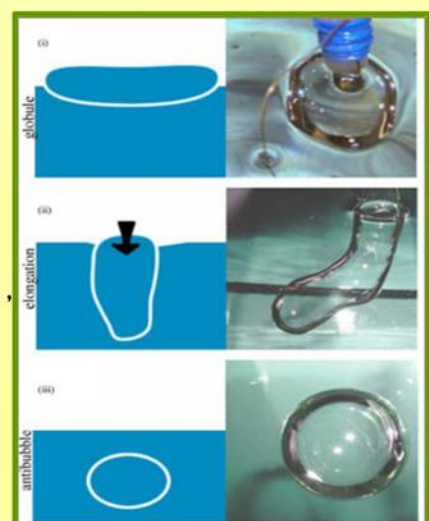 (i)
globule
(ii)
elongation
,
(iii)
antibubble